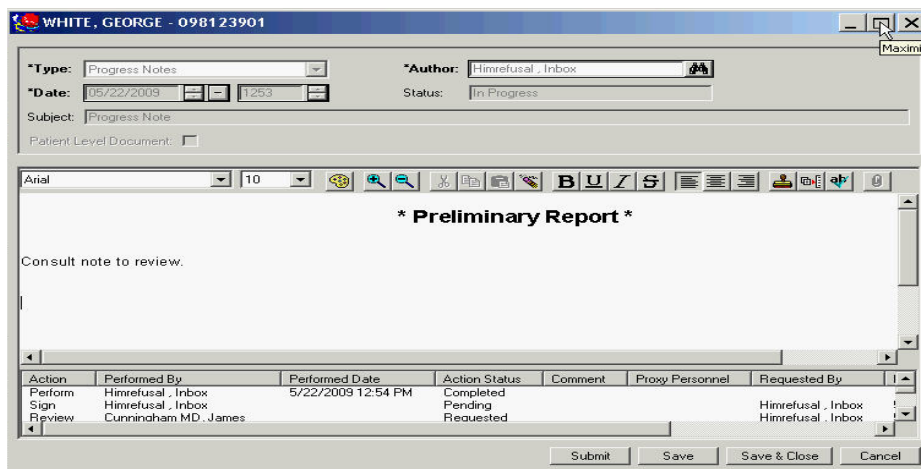 WHITE, GEORGE - 098123901
Maximi
*Type: Progress Notes *Author: Himrefusal , Inbox
*Date: 05/22/2009 1253 Status: In Progress
Subject: Progress Note
Patient Level Document:
Arial 10 B U I S
* Preliminary Report *
Consult note to review.
Action Performed By Performed Date Action Status Comment Proxy Personnel Requested By
Perform Himrefusal , Inbox 5/22/2009 12:54 PM Completed
Sign Himrefusal , Inbox Pending Himrefusal , Inbox
Review Cunningham MD, James Requested Himrefusal , Inbox
Submit Save Save & Close Cancel